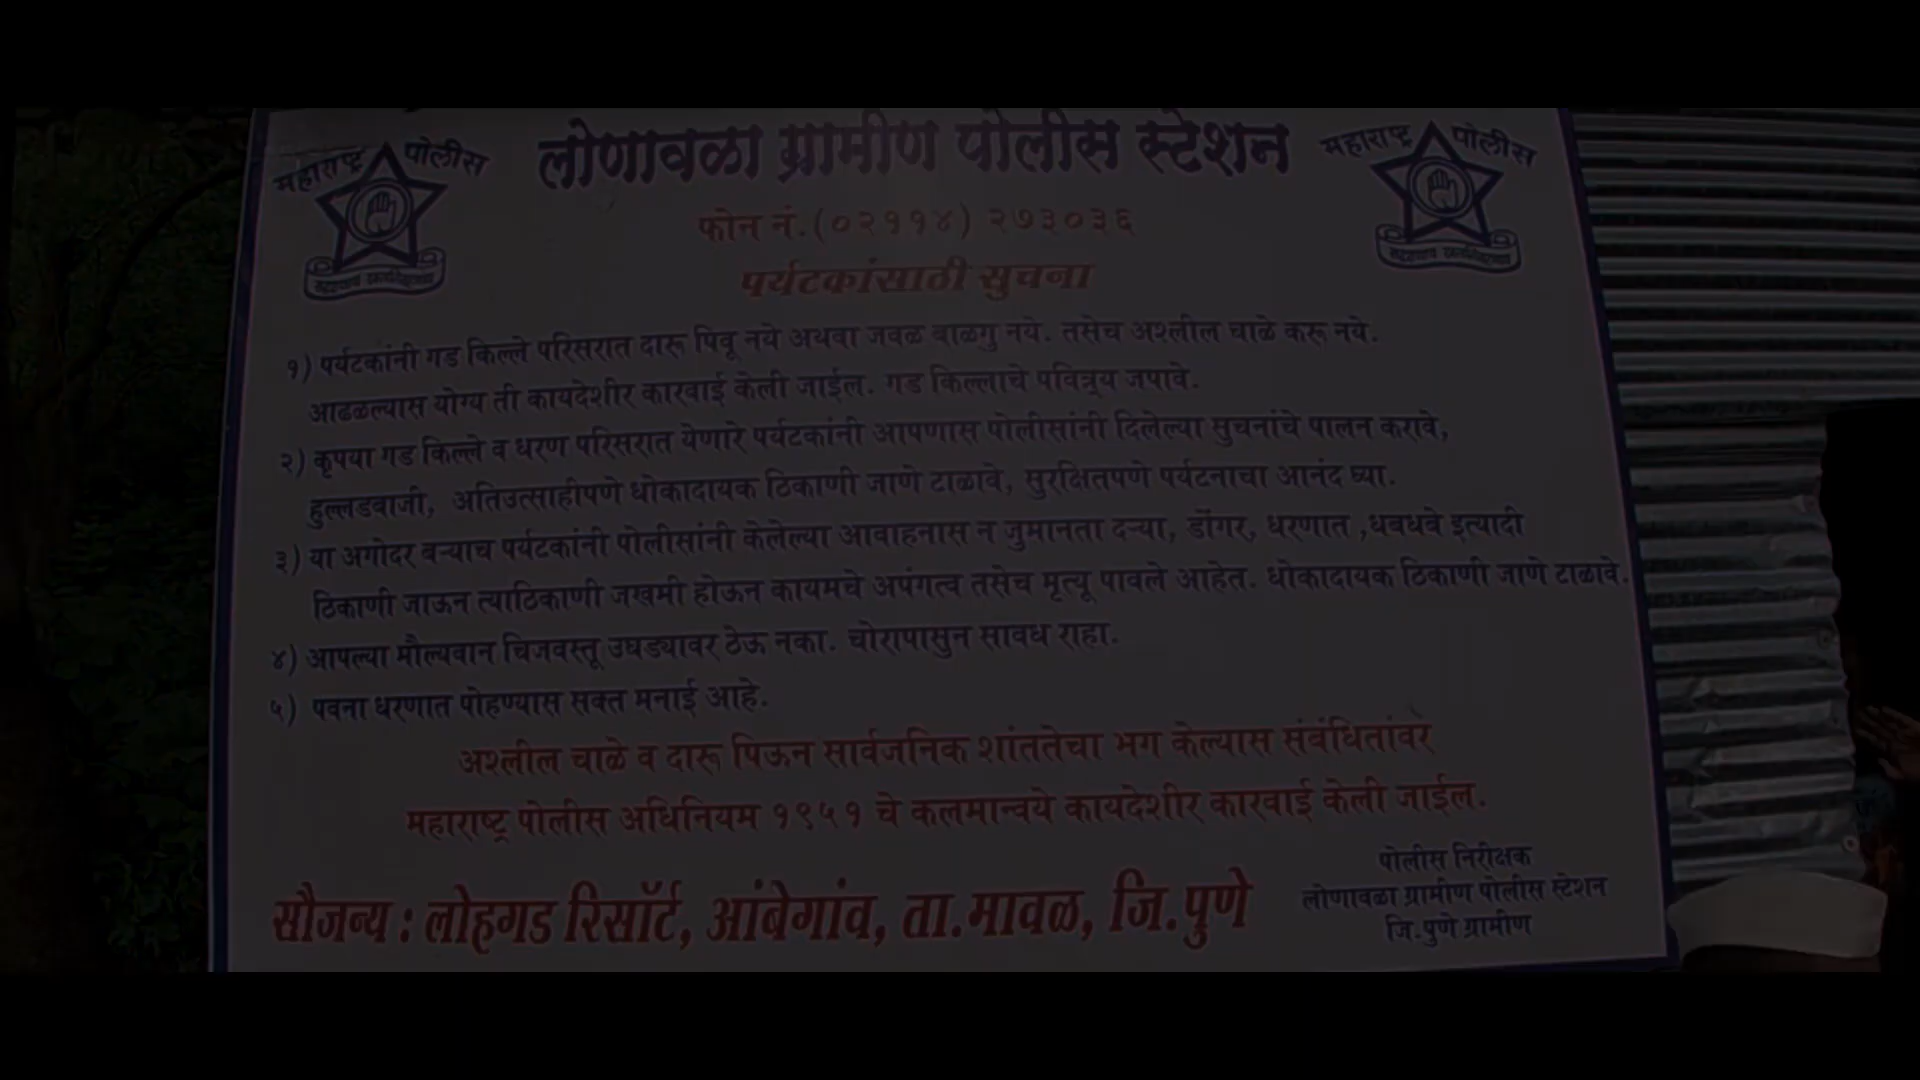 महाराष्ट्र पोलीस
लोणावळा ग्रामीण पोलीस स्टेशन
महाराष्ट्र पोलीस
फोन नं.(०२११४) २७३०३६
पर्यटकांसाठी सुचना
१) पर्यटकांनी गड किल्ले परिसरात दारू पिवू नये अथवा जवळ बाळगु नये. तसेच अश्लील चाळे करू नये.
आढळल्यास योग्य ती कायदेशीर कारवाई केली जाईल. गड किल्लाचे पवित्र्य जपावे.
२) कृपया गड किल्ले व धरण परिसरात येणारे पर्यटकांनी आपणास पोलीसांनी दिलेल्या सुचनांचे पालन करावे,
हुल्लडबाजी, अतिउत्साहीपणे धोकादायक ठिकाणी जाणे टाळावे, सुरक्षितपणे पर्यटनाचा आनंद घ्या.
३) या अगोदर बऱ्याच पर्यटकांनी पोलीसांनी केलेल्या आवाहनास न जुमानता दऱ्या, डोंगर, धरणात ,धबधबे इत्यादी
ठिकाणी जाऊन त्याठिकाणी जखमी होऊन कायमचे अपंगत्व तसेच मृत्यू पावले आहेत. धोकादायक ठिकाणी जाणे टाळावे.
४) आपल्या मौल्यवान चिजवस्तू उघड्यावर ठेऊ नका. चोरापासुन सावध राहा.
५) पवना धरणात पोहण्यास सक्त मनाई आहे.
अश्लील चाळे व दारू पिऊन सार्वजनिक शांततेचा भग केल्यास संबंधितांवर
महाराष्ट्र पोलीस अधिनियम १९५१ चे कलमान्वये कायदेशीर कारवाई केली जाईल.
सौजन्य : लोहगड रिसॉर्ट, आंबेगांव, ता.मावळ, जि.पुणे
पोलीस निरीक्षक
लोणावळा ग्रामीण पोलीस स्टेशन
जि.पुणे ग्रामीण